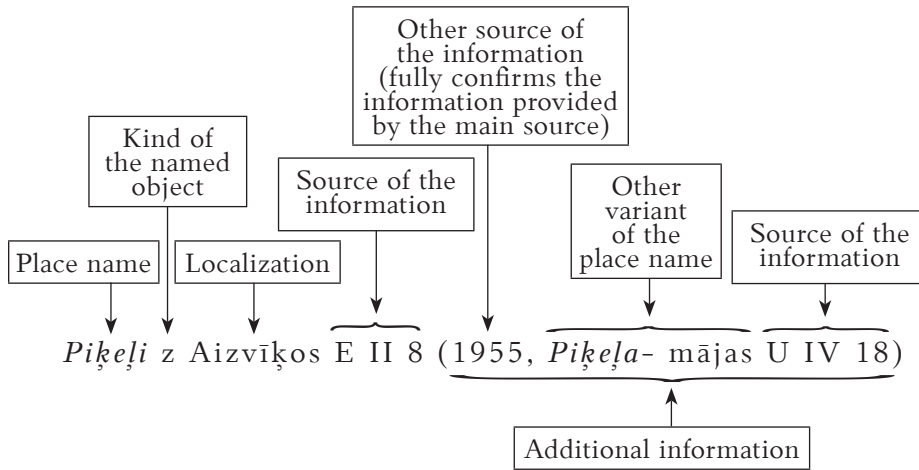 Other source of
the information
(fully confirms the
information provided
by the main source)
Kind of
the named
object
Source of the
information
Other
variant
of the
place name
Source of the
information
Place name
Localization
Piķeļi z Aizvīķos E II 8 (1955, Piķeļa- mājas U IV 18)
Additional information